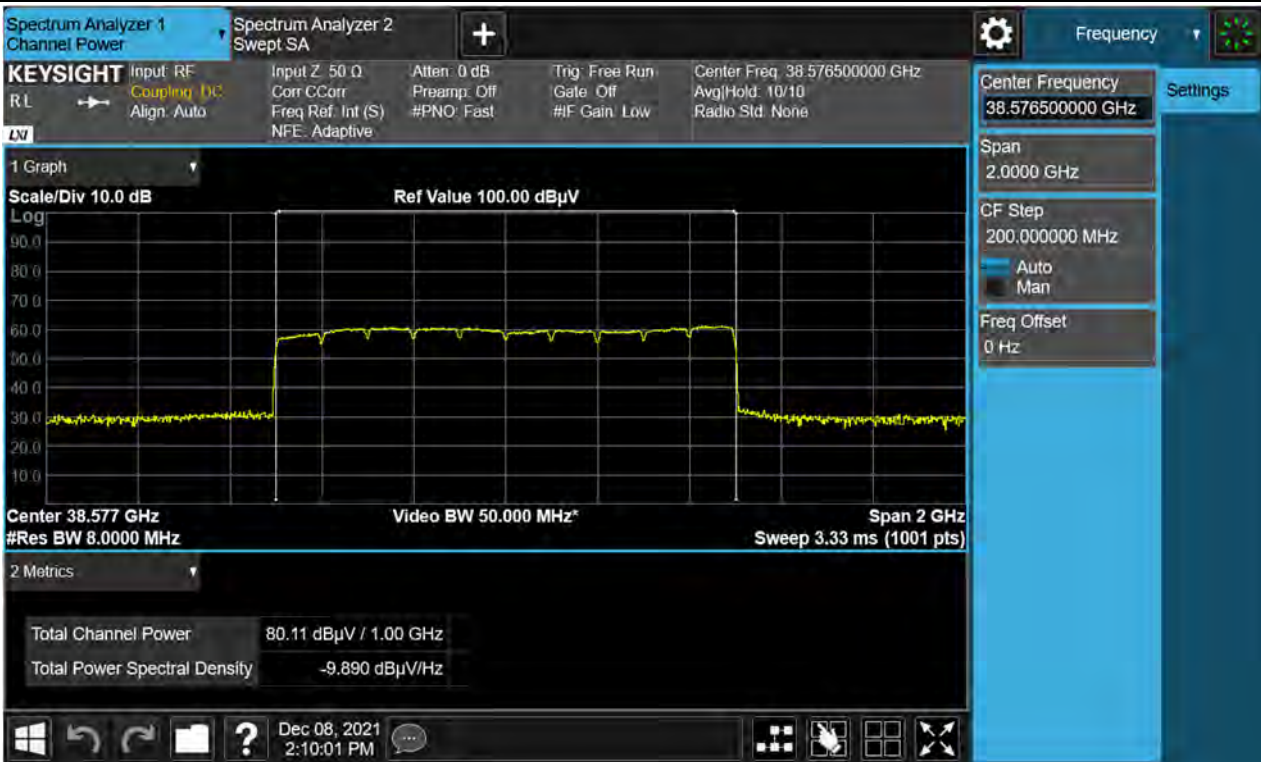 Spectrum Analyzer 1
Channel Power
Spectrum Analyzer 2
Swept SA
Frequency
KEYSIGHT
RL
LXI
Input: RF
Coupling: DC
Align: Auto
Input Z: 50 Ω
Corr CCorr
Freq Ref: Int (S)
NFE: Adaptive
Atten: 0 dB
Preamp: Off
#PNO: Fast
Trig: Free Run
Gate: Off
#IF Gain: Low
Center Freq: 38.576500000 GHz
Avg|Hold: 10/10
Radio Std: None
Center Frequency
38.576500000 GHz
Settings
Span
2.0000 GHz
CF Step
200.000000 MHz
Auto
Man
Freq Offset
0 Hz
1 Graph
Scale/Div 10.0 dB
Ref Value 100.00 dBµV
Log
90.0
80.0
70.0
60.0
50.0
40.0
30.0
20.0
10.0
Center 38.577 GHz
Video BW 50.000 MHz*
Span 2 GHz
#Res BW 8.0000 MHz
Sweep 3.33 ms (1001 pts)
2 Metrics
Total Channel Power
80.11 dBµV / 1.00 GHz
Total Power Spectral Density
-9.890 dBµV/Hz
?
Dec 08, 2021
2:10:01 PM